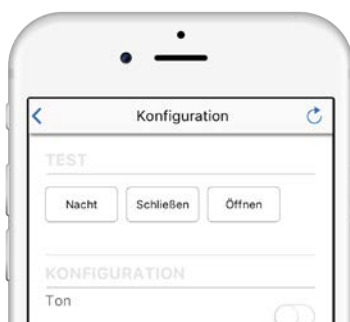 Konfiguration
TEST
Nacht Schließen Öffnen
KONFIGURATION
Ton